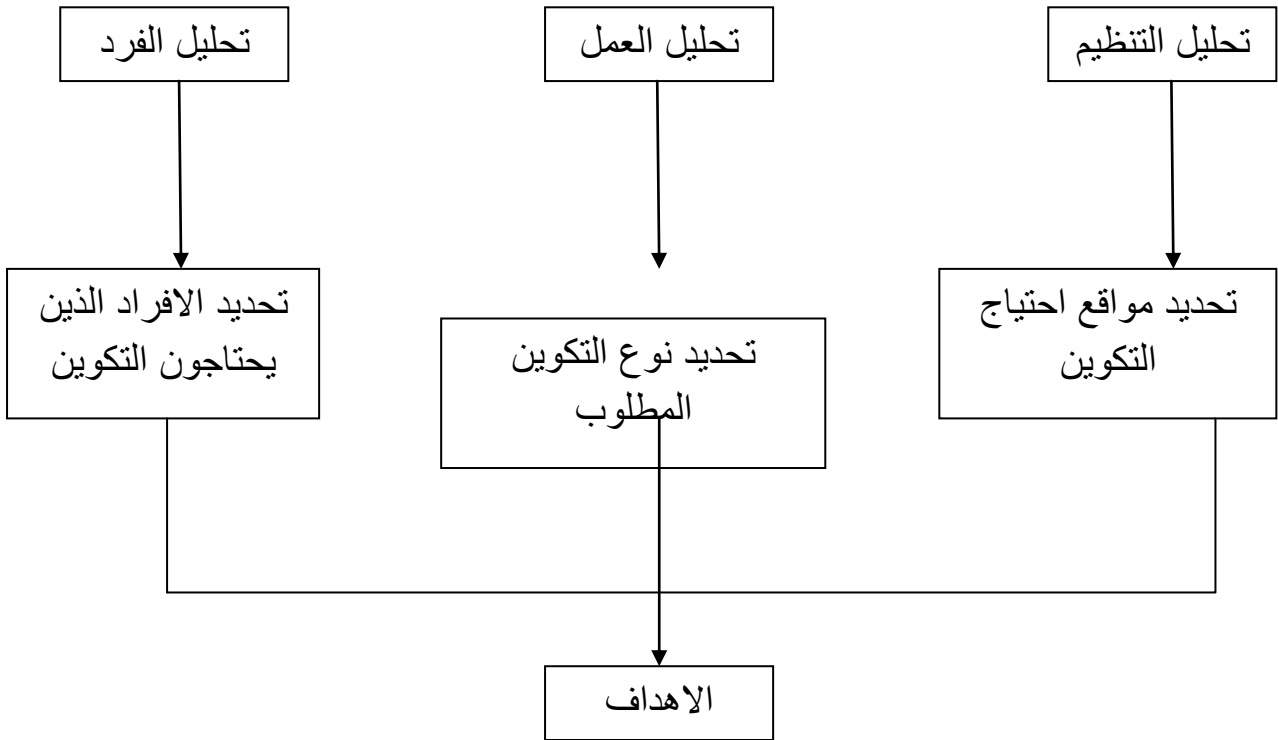 تحليل التنظيم
تحليل العمل
تحليل الفرد
تحديد مواقع احتياج
التكوين
تحديد نوع التكوين
المطلوب
تحديد الافراد الذين
يحتاجون التكوين
الاهداف